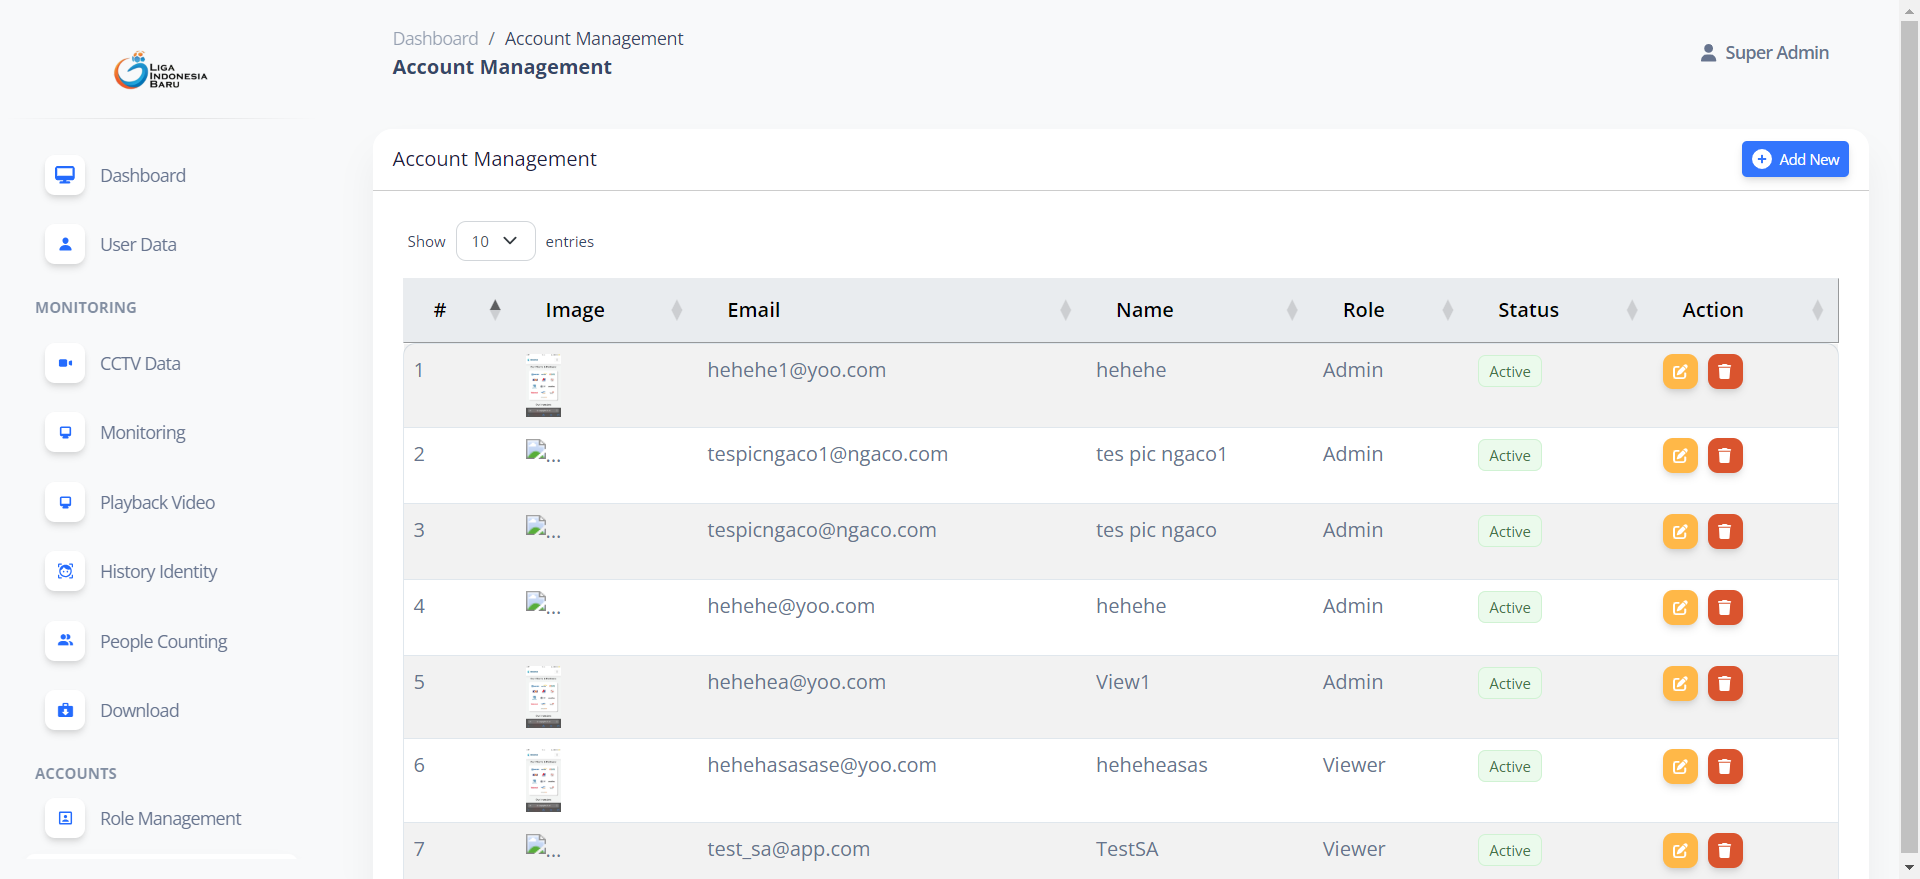 LIGA
INDONESIA
BARU
Dashboard / Account Management
Account Management
Super Admin
Dashboard
User Data
MONITORING
CCTV Data
Monitoring
Playback Video
History Identity
People Counting
Download
ACCOUNTS
Role Management
Account Management
Add New
Show 10 entries
# Image Email Name Role Status Action
1 hehehe1@yoo.com hehehe Admin Active
2 ... tespicngaco1@ngaco.com tes pic ngaco1 Admin Active
3 ... tespicngaco@ngaco.com tes pic ngaco Admin Active
4 ... hehehe@yoo.com hehehe Admin Active
5 hehehea@yoo.com View1 Admin Active
6 hehehasasase@yoo.com heheheasas Viewer Active
7 ... test_sa@app.com TestSA Viewer Active